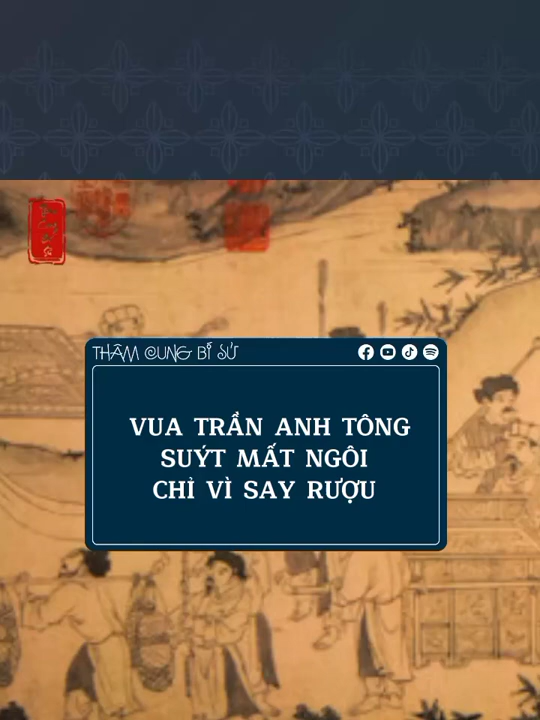 THÂM CUNG BÍ SỬ
VUA TRẦN ANH TÔNG
SUÝT MẤT NGÔI
CHỈ VÌ SAY RƯỢU